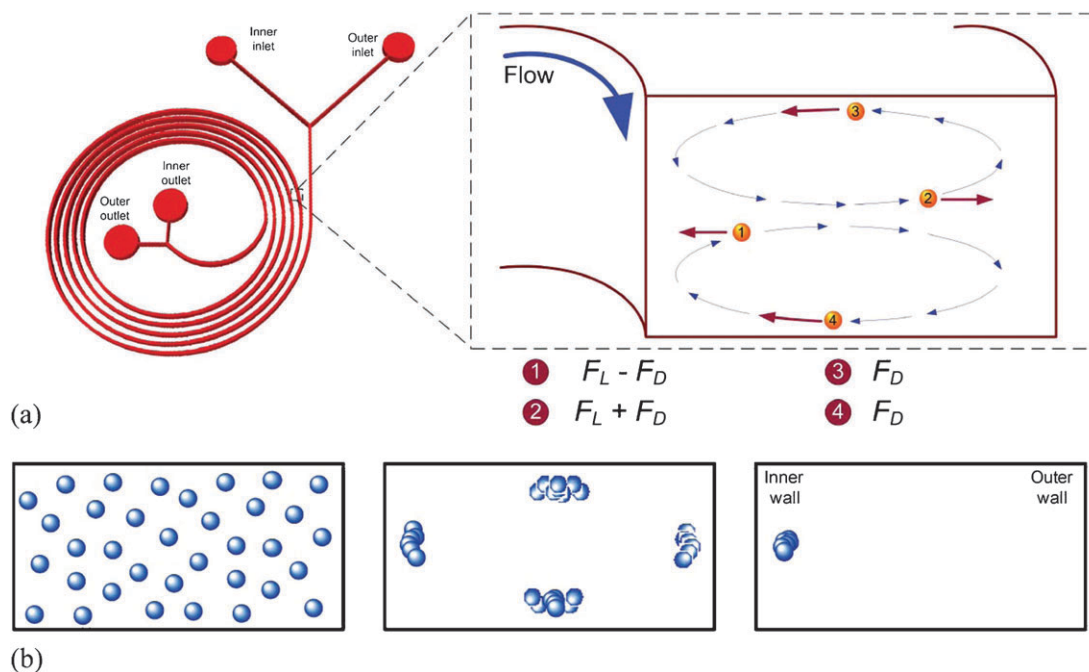 Inner
inlet
Outer
inlet
Inner
outlet
Outer
outlet
Flow
3
2
1
4
1 F_L - F_D
3 F_D
2 F_L + F_D
4 F_D
(a)
Inner
wall
Outer
wall
(b)